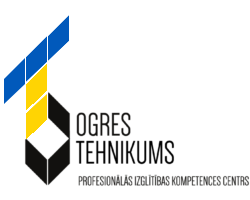 OGRES
TEHNIKUMS
PROFESIONĀLĀS IZGLĪTĪBAS KOMPETENCES CENTRS